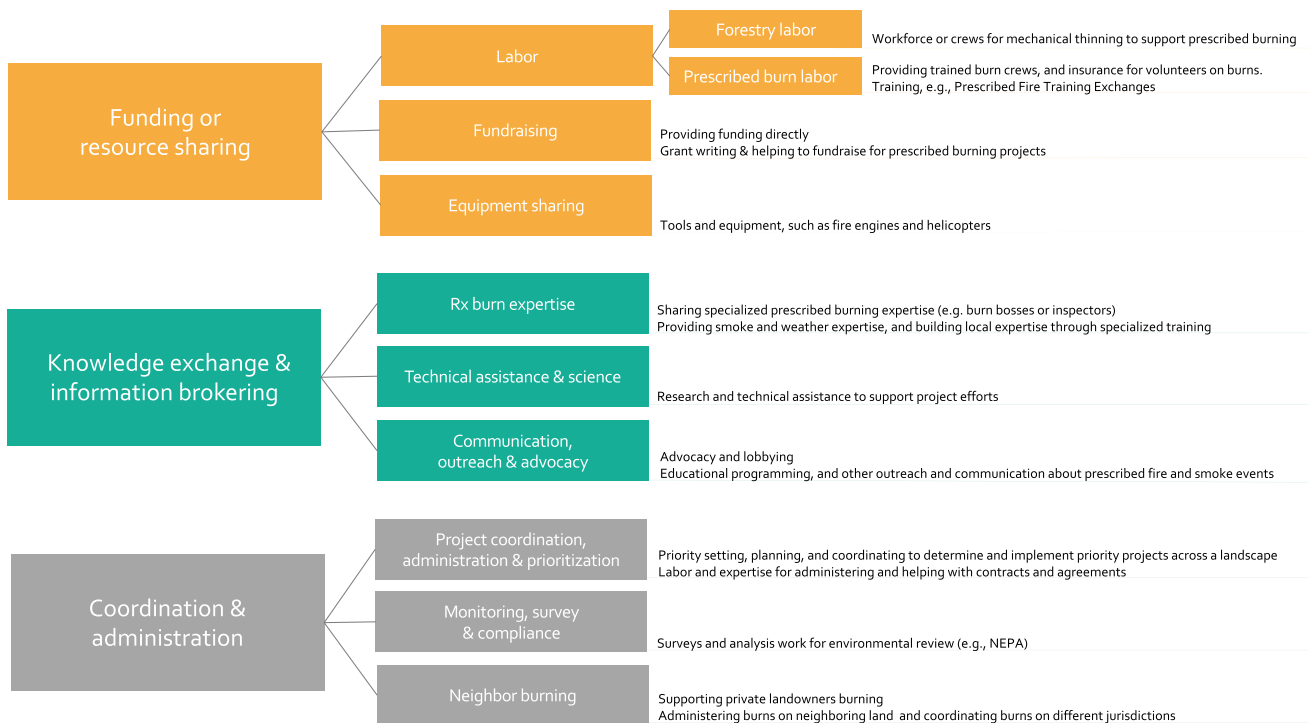 Funding or
resource sharing
Labor
Forestry labor
Workforce or crews for mechanical thinning to support prescribed burning
Prescribed burn labor
Providing trained burn crews, and insurance for volunteers on burns.
Training, e.g., Prescribed Fire Training Exchanges
Fundraising
Providing funding directly
Grant writing & helping to fundraise for prescribed burning projects
Equipment sharing
Tools and equipment, such as fire engines and helicopters
Knowledge exchange &
information brokering
Rx burn expertise
Sharing specialized prescribed burning expertise (e.g. burn bosses or inspectors)
Providing smoke and weather expertise, and building local expertise through specialized training
Technical assistance & science
Research and technical assistance to support project efforts
Communication,
outreach & advocacy
Advocacy and lobbying
Educational programming, and other outreach and communication about prescribed fire and smoke events
Coordination &
administration
Project coordination,
administration & prioritization
Priority setting, planning, and coordinating to determine and implement priority projects across a landscape
Labor and expertise for administering and helping with contracts and agreements
Monitoring, survey
& compliance
Surveys and analysis work for environmental review (e.g., NEPA)
Neighbor burning
Supporting private landowners burning
Administering burns on neighboring land and coordinating burns on different jurisdictions